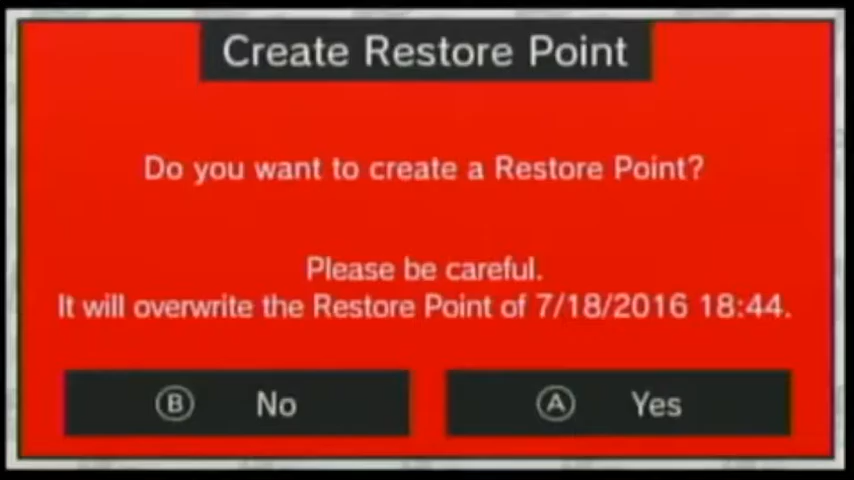 Create Restore Point
Do you want to create a Restore Point?
Please be careful.
It will overwrite the Restore Point of 7/18/2016 18:44.
Ⓑ No
Ⓐ Yes